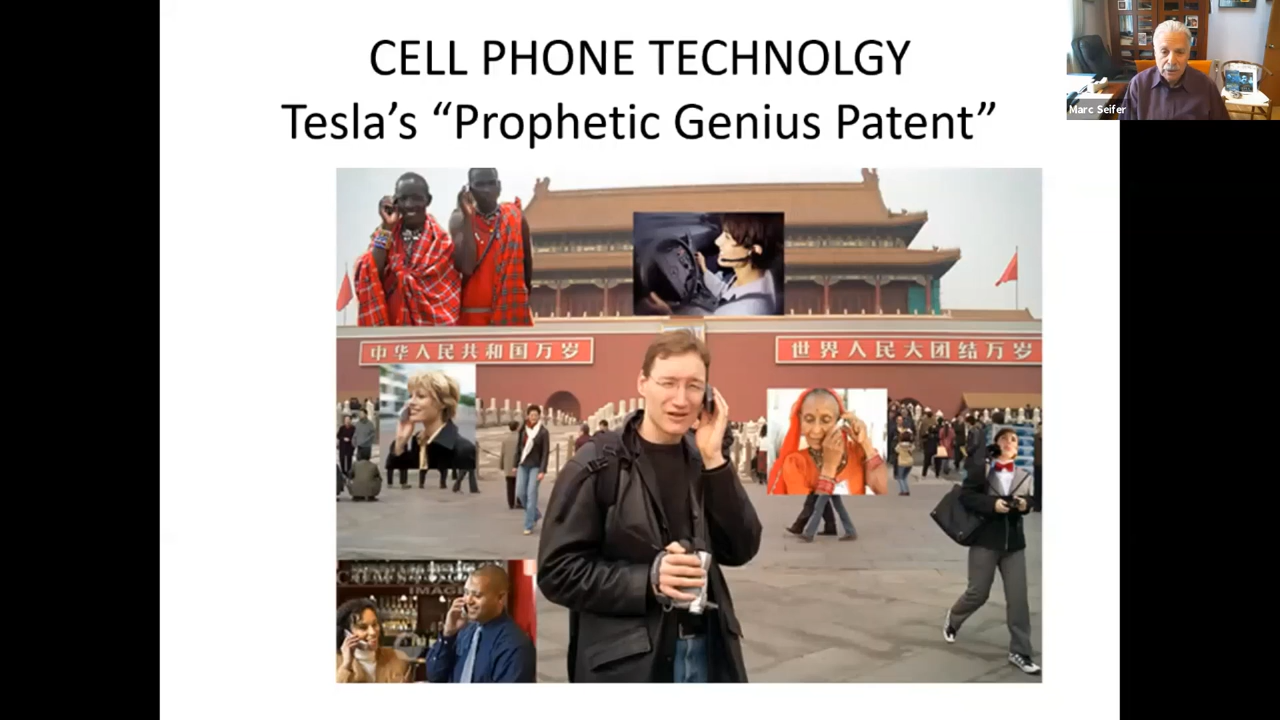 CELL PHONE TECHNOLGY
Tesla's “Prophetic Genius Patent”
Marc Seifer
中华人民共和国万岁
世界人民大团结万岁
IMAG